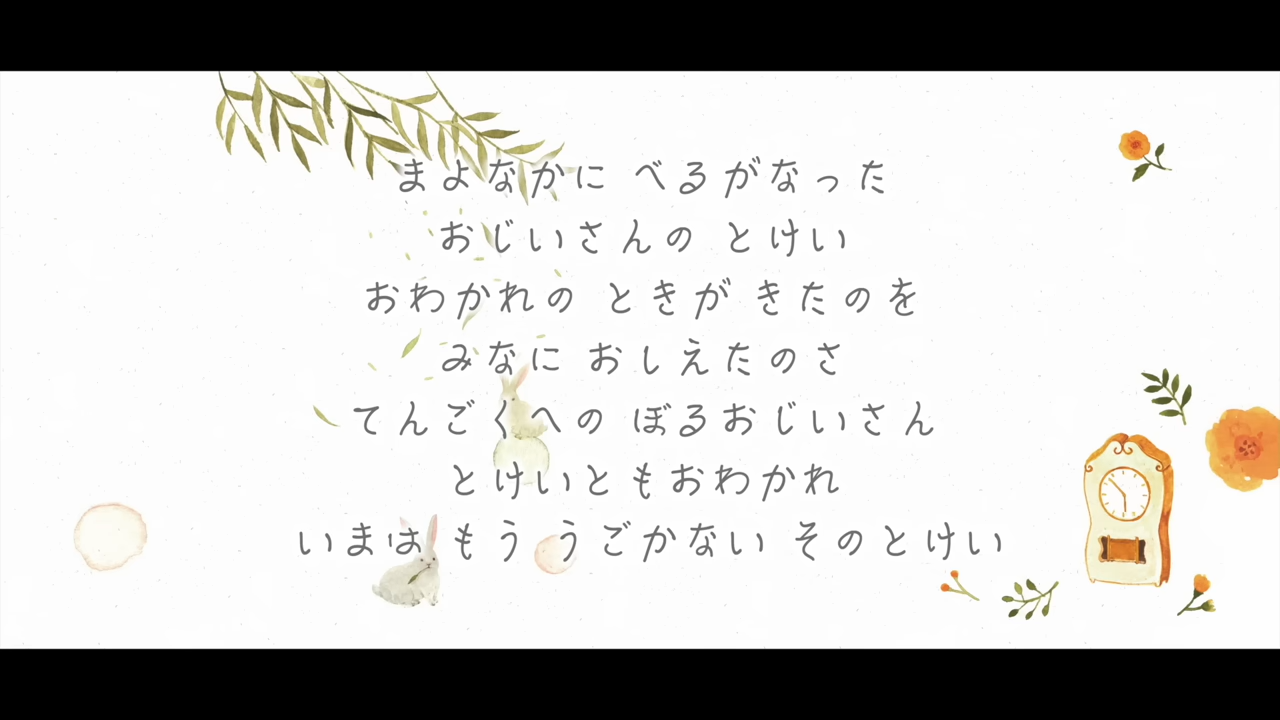 まよなかに べるがなった
おじいさんの とけい
おわかれの ときが きたのを
みなに おしえたのさ
てんごくへの ぼるおじいさん
とけいともおわかれ
いまは もう うごかない そのとけい